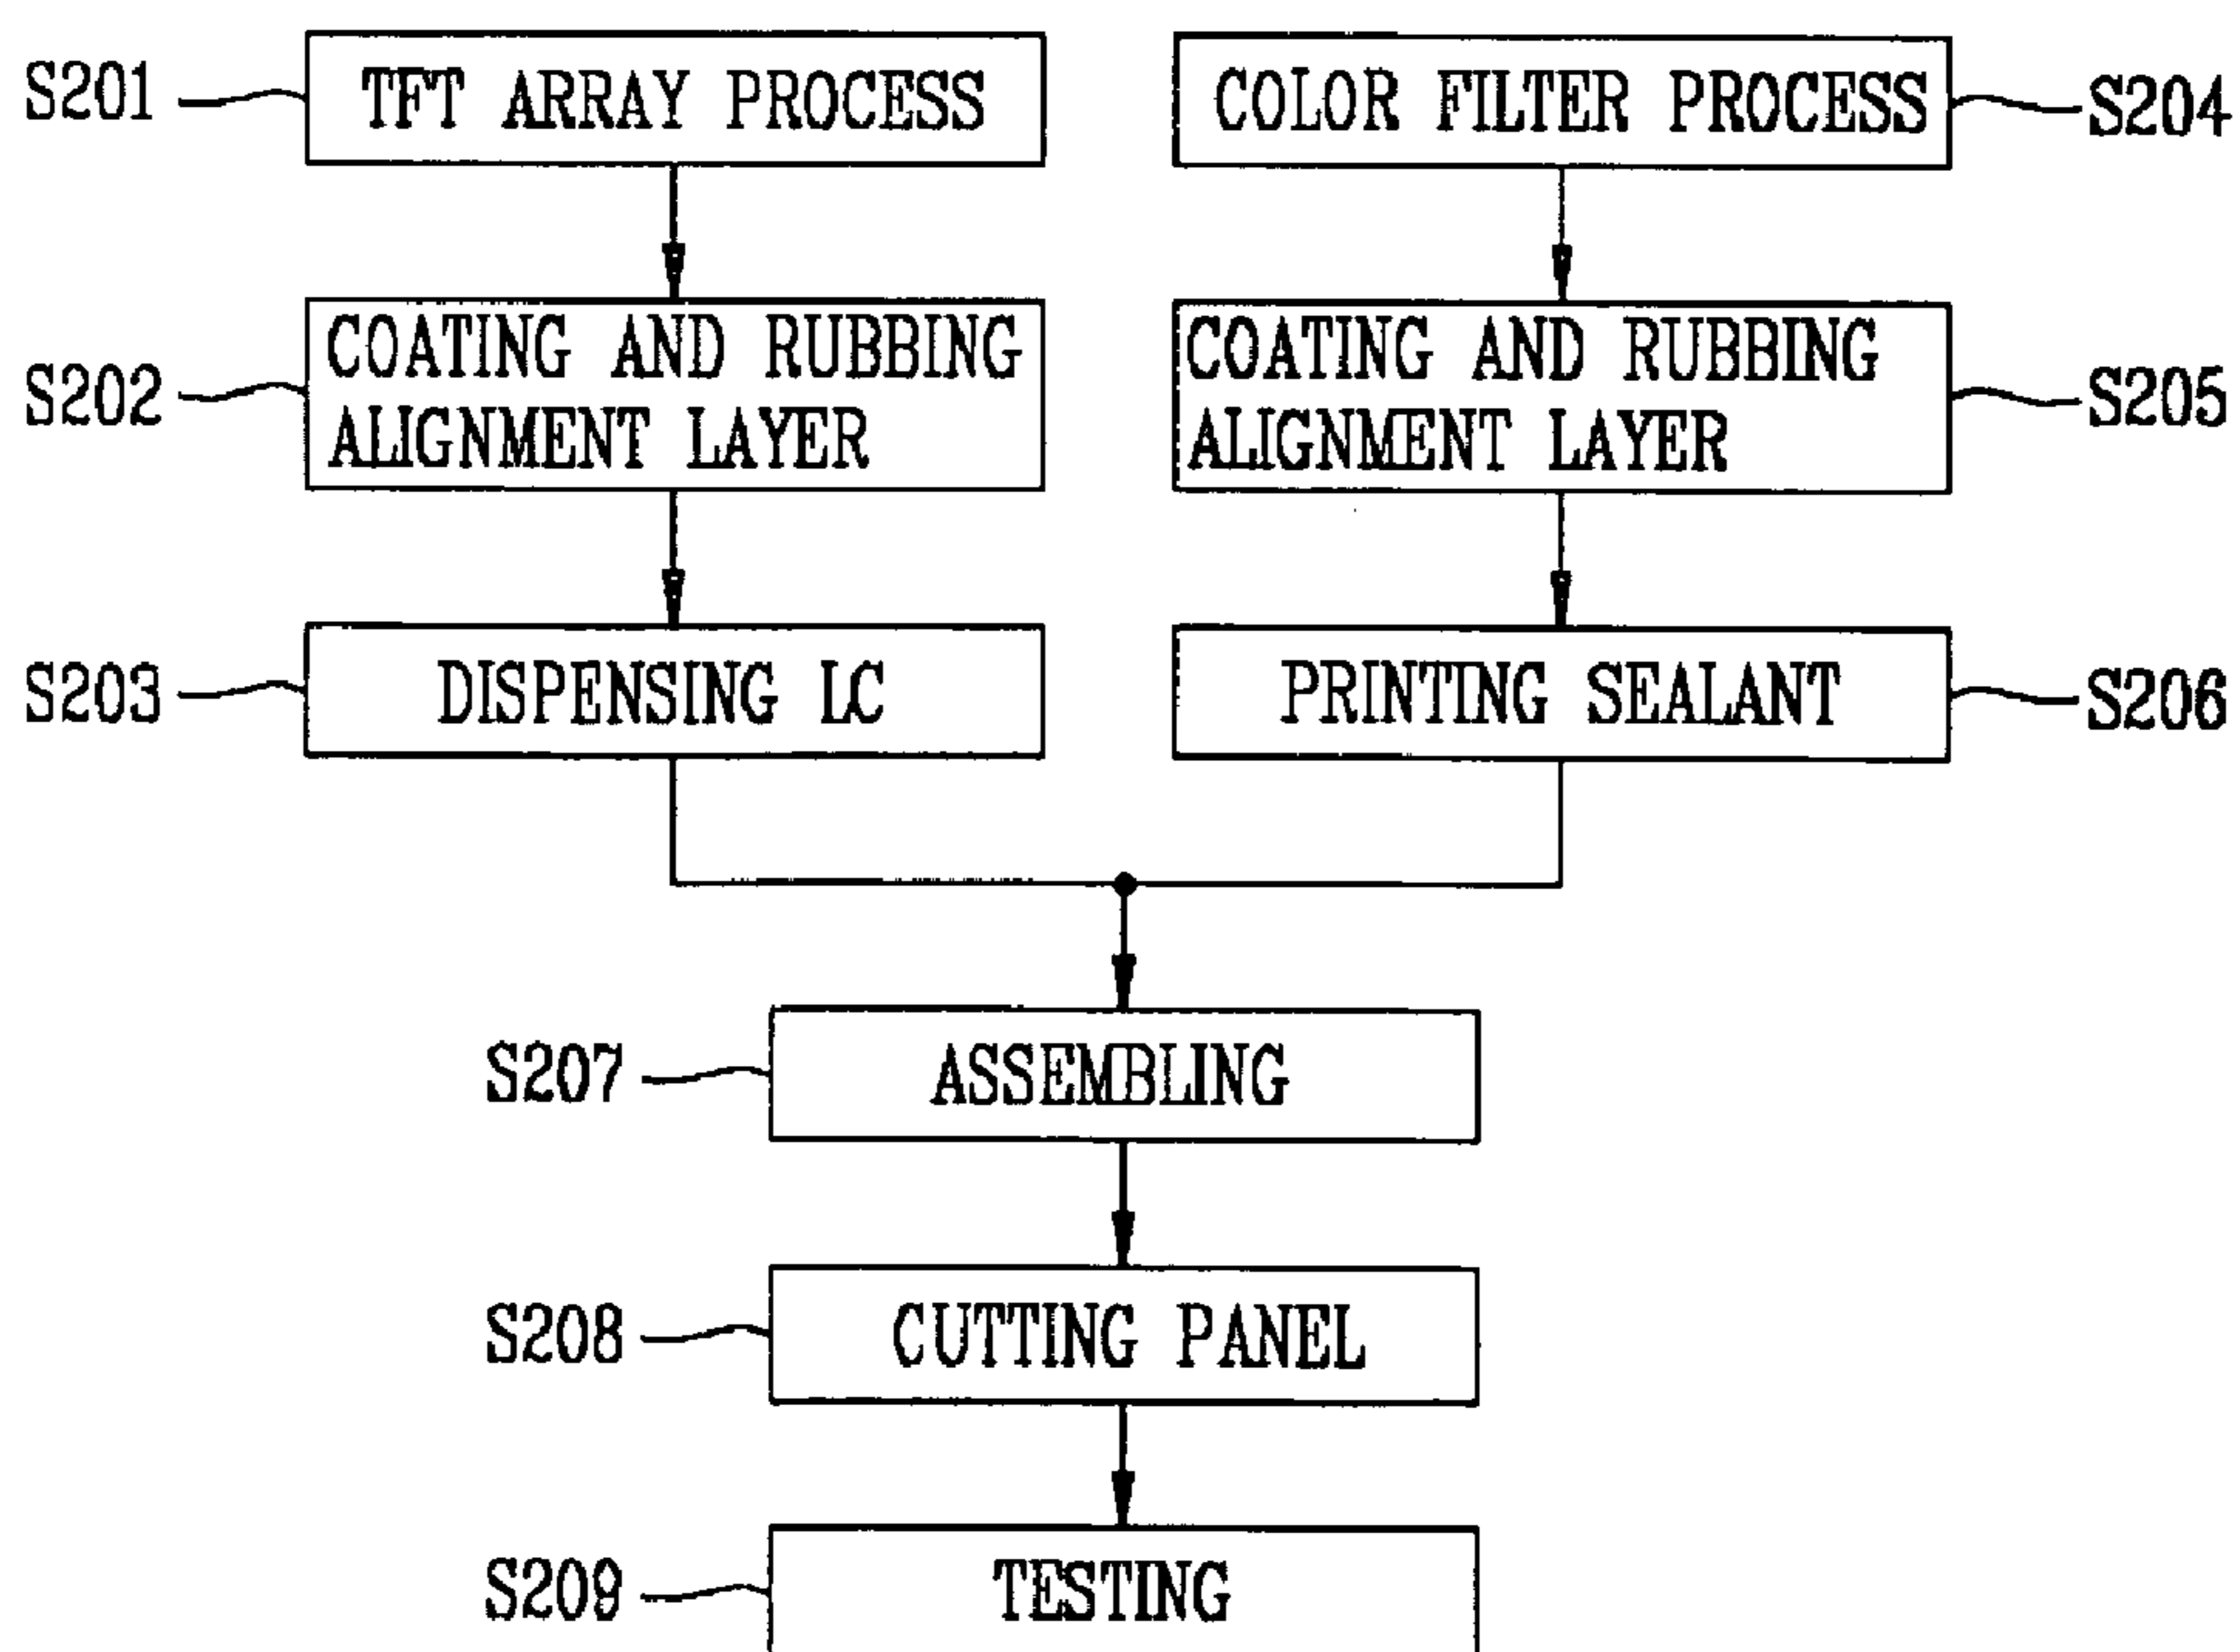 S201
TFT ARRAY PROCESS
COLOR FILTER PROCESS
S204
S202
COATING AND RUBBING
ALIGNMENT LAYER
COATING AND RUBBING
ALIGNMENT LAYER
S205
S203
DISPENSING LC
PRINTING SEALANT
S206
S207
ASSEMBLING
S208
CUTTING PANEL
S209
TESTING